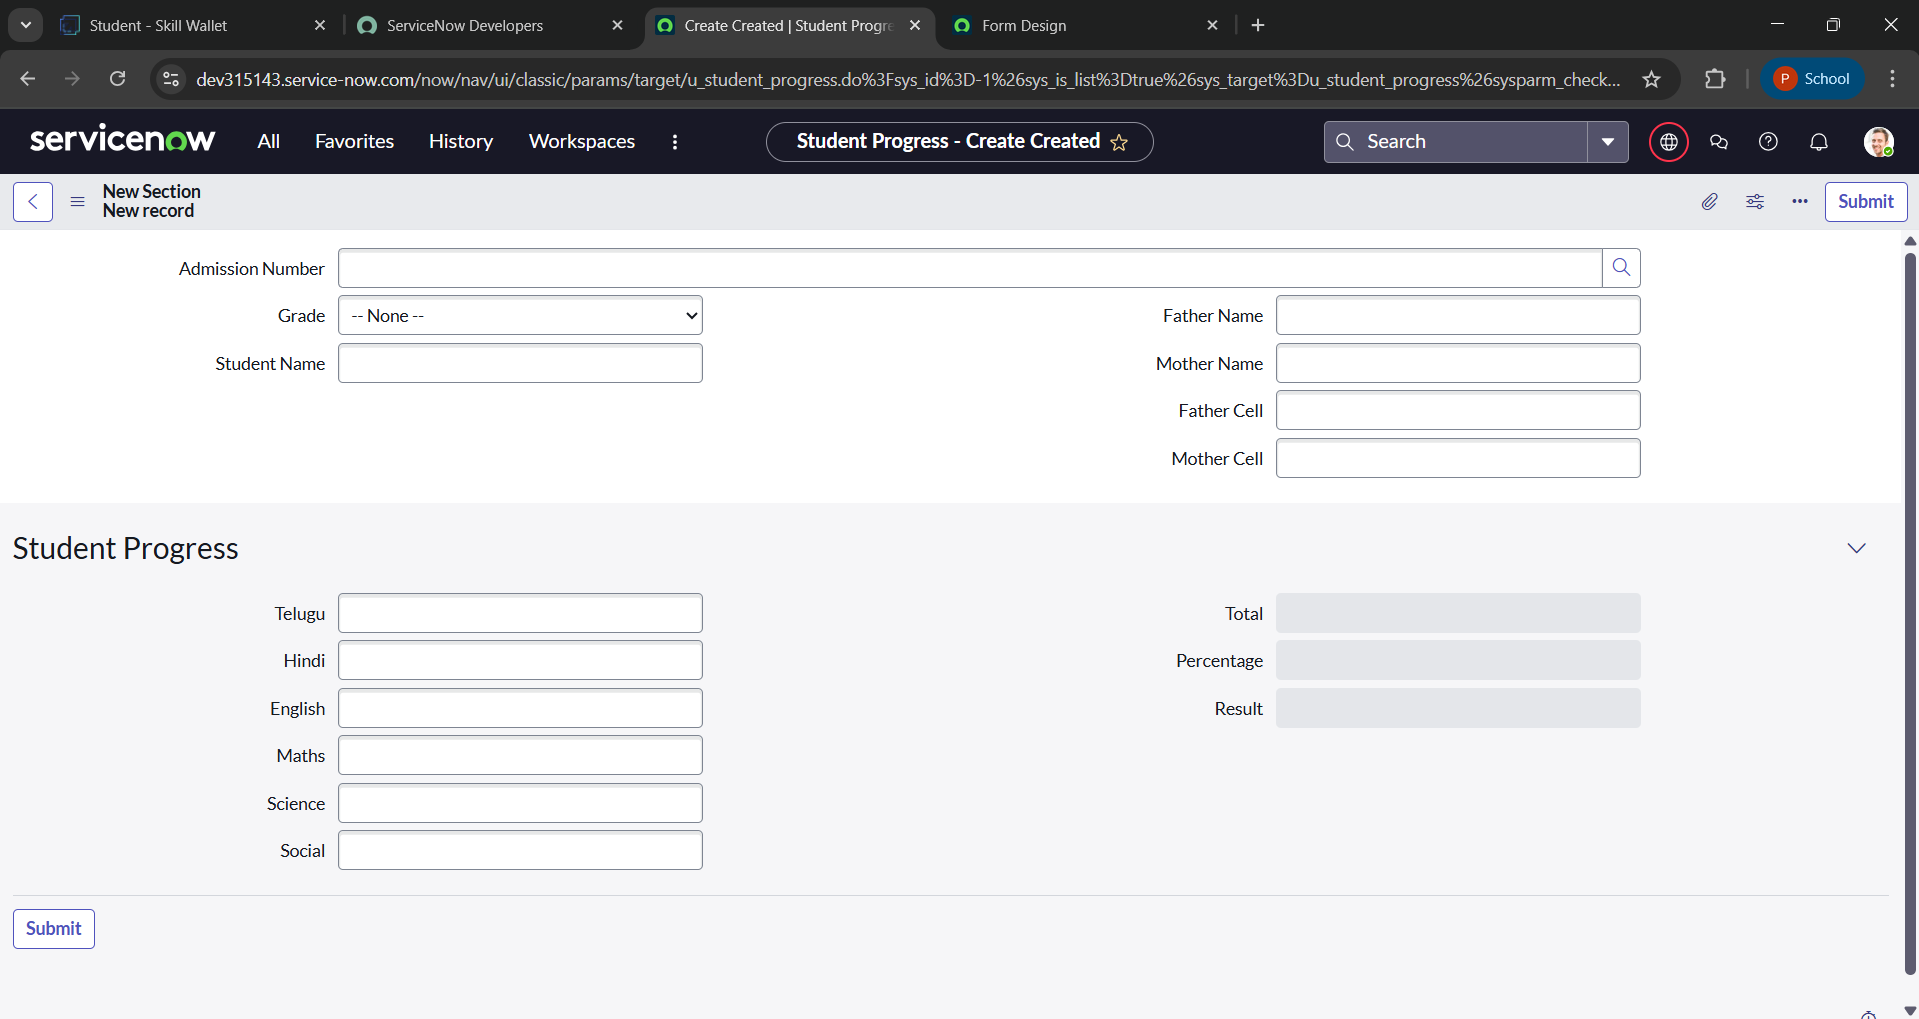 Student - Skill Wallet
ServiceNow Developers
Create Created | Student Progre
Form Design
dev315143.service-now.com/now/nav/ui/classic/params/target/u_student_progress.do%3Fsys_id%3D-1%26sys_is_list%3Dtrue%26sys_target%3Du_student_progress%26sysparm_check...
P School
servicenow
All Favorites History Workspaces
Student Progress - Create Created
Search
New Section
New record
Submit
Admission Number
Grade -- None --
Father Name
Student Name
Mother Name
Father Cell
Mother Cell
Student Progress
Telugu
Total
Hindi
Percentage
English
Result
Maths
Science
Social
Submit